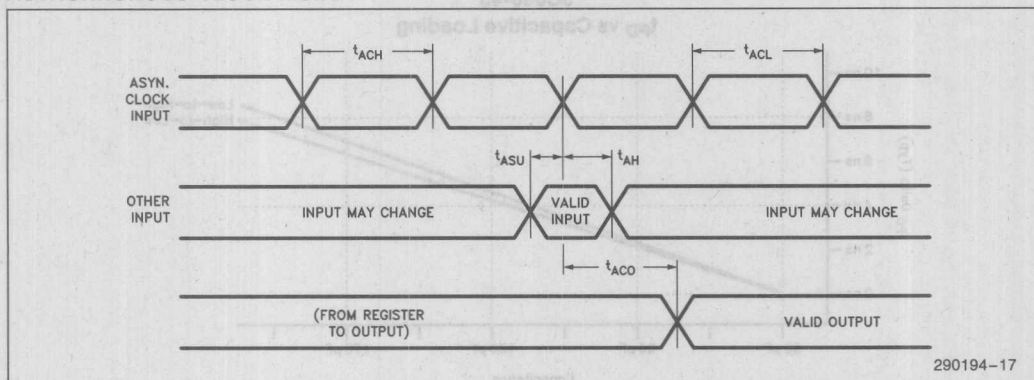 tACH
tACL
ASYN.
CLOCK
INPUT
tASU
tAH
OTHER
INPUT
INPUT MAY CHANGE
VALID
INPUT
INPUT MAY CHANGE
tACO
(FROM REGISTER
TO OUTPUT)
VALID OUTPUT
290194-17